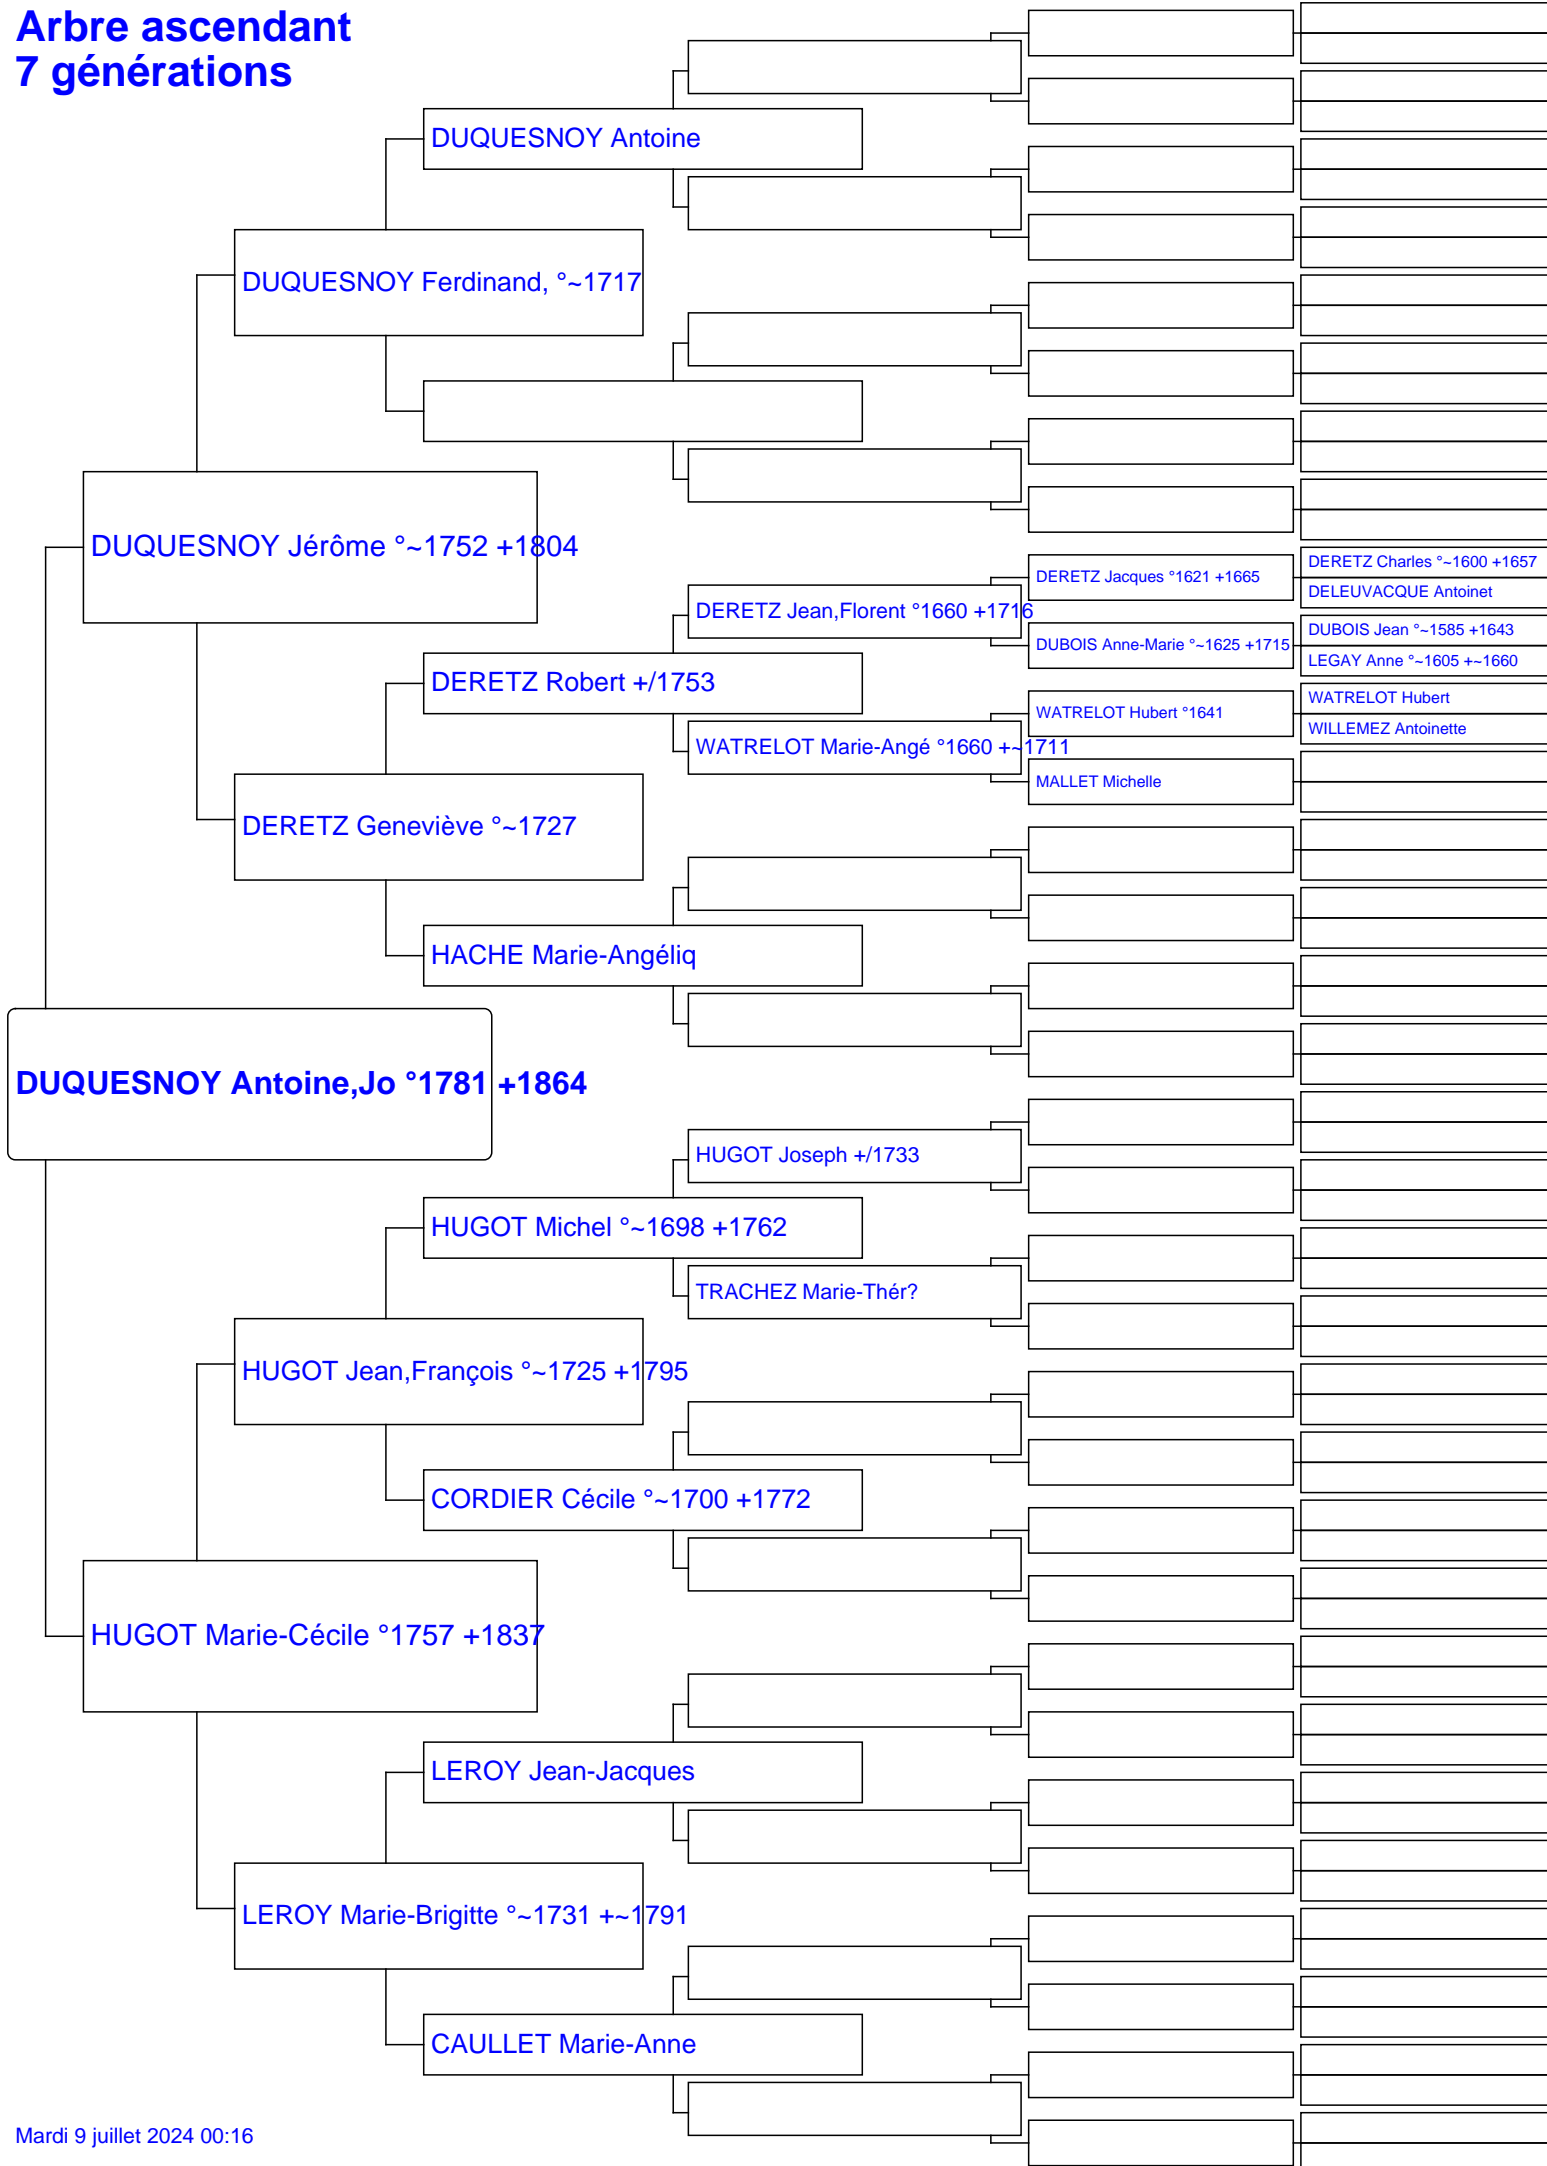 Arbre ascendant
7 générations
DUQUESNOY Antoine
DUQUESNOY Ferdinand, °~1717
DUQUESNOY Jérôme °~1752 +1804
DERETZ Charles °~1600 +1657
DERETZ Jacques °1621 +1665
DELEUVACQUE Antoinet
DERETZ Jean,Florent °1660 +1716
DUBOIS Jean °~1585 +1643
DUBOIS Anne-Marie °~1625 +1715
LEGAY Anne °~1605 +~1660
DERETZ Robert +/1753
WATRELOT Hubert
WATRELOT Hubert °1641
WILLEMEZ Antoinette
WATRELOT Marie-Angé °1660 +~1711
MALLET Michelle
DERETZ Geneviève °~1727
HACHE Marie-Angéliq
DUQUESNOY Antoine,Jo °1781 +1864
HUGOT Joseph +/1733
HUGOT Michel °~1698 +1762
TRACHEZ Marie-Thér?
HUGOT Jean,François °~1725 +1795
CORDIER Cécile °~1700 +1772
HUGOT Marie-Cécile °1757 +1837
LEROY Jean-Jacques
LEROY Marie-Brigitte °~1731 +~1791
CAULLET Marie-Anne
Mardi 9 juillet 2024 00:16